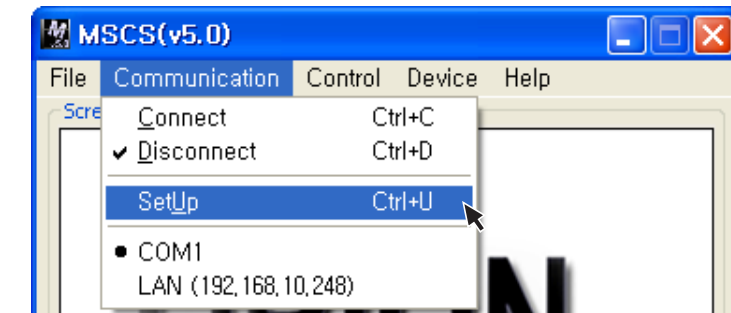 MSCS(v5.0)
File Communication Control Device Help
Scre
Connect Ctrl+C
Disconnect Ctrl+D
SetUp Ctrl+U
COM1
LAN (192,168,10,248)